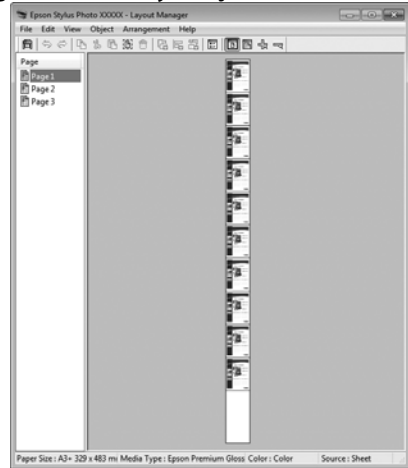 Epson Stylus Photo XXXXX - Layout Manager
File Edit View Object Arrangement Help
Page
Page 1
Page 2
Page 3
Paper Size : A3+ 329 x 483 mi Media Type : Epson Premium Gloss Color : Color Source : Sheet